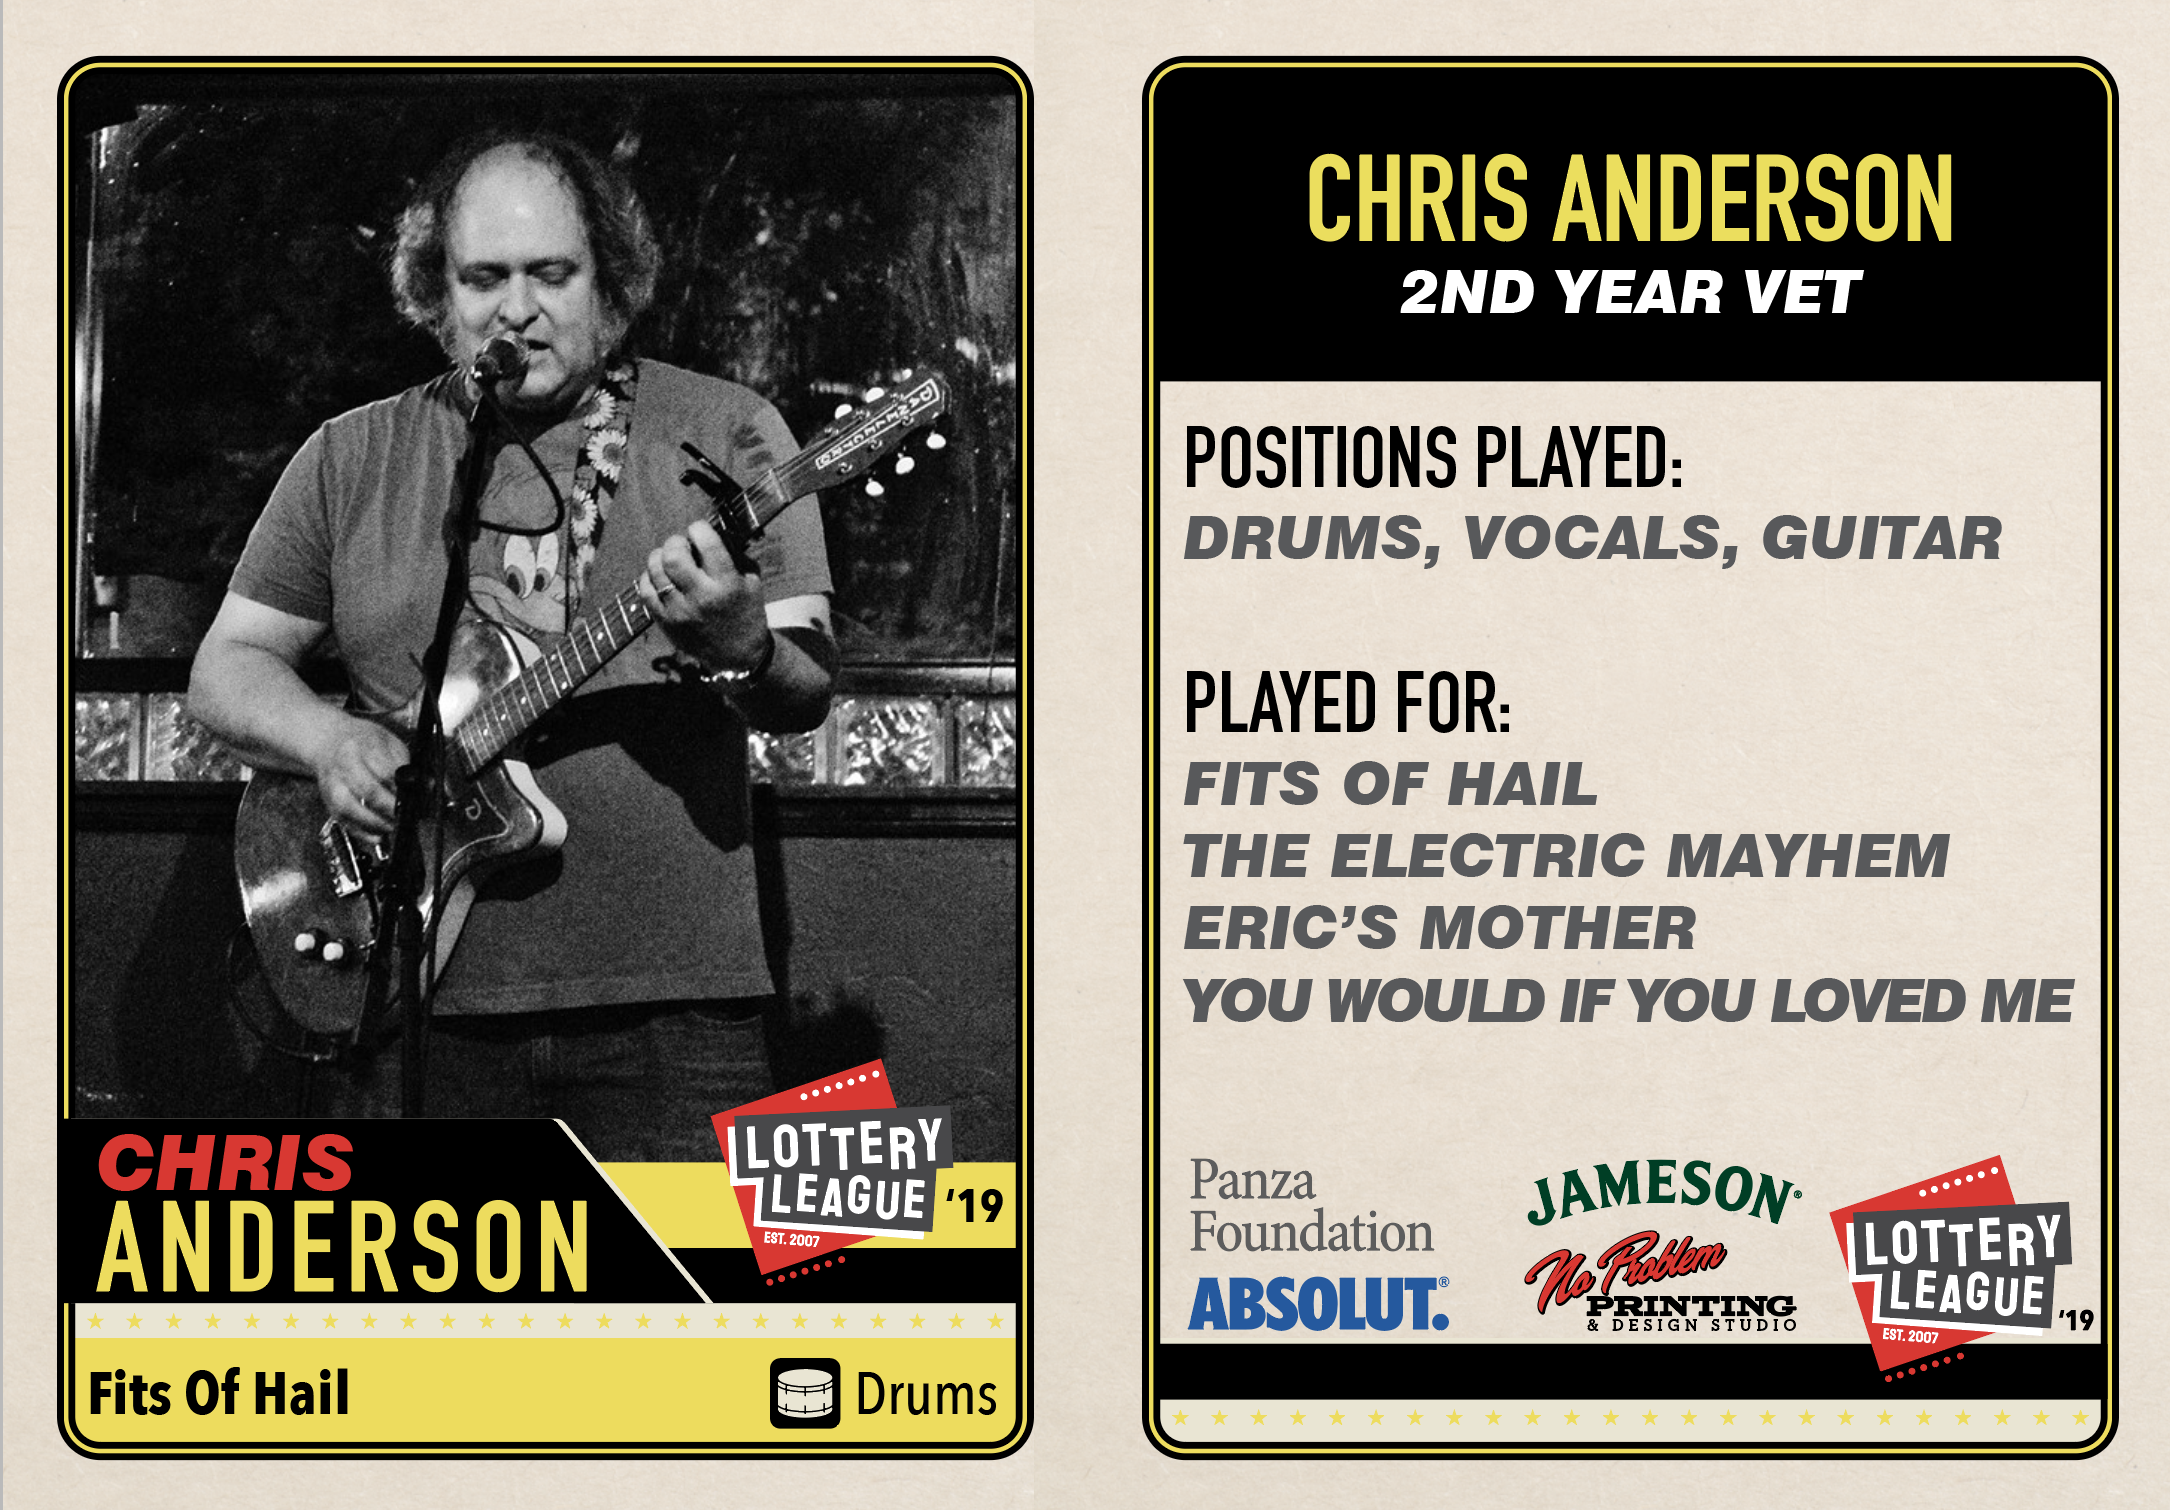 DANELECTRO
CHRIS
ANDERSON
LOTTERY
LEAGUE
EST. 2007
'19
Fits Of Hail
Drums
CHRIS ANDERSON
2ND YEAR VET
POSITIONS PLAYED:
DRUMS, VOCALS, GUITAR
PLAYED FOR:
FITS OF HAIL
THE ELECTRIC MAYHEM
ERIC'S MOTHER
YOU WOULD IF YOU LOVED ME
Panza
Foundation
ABSOLUT.®
JAMESON®
No Problem
PRINTING
& DESIGN STUDIO
LOTTERY
LEAGUE
EST. 2007
'19